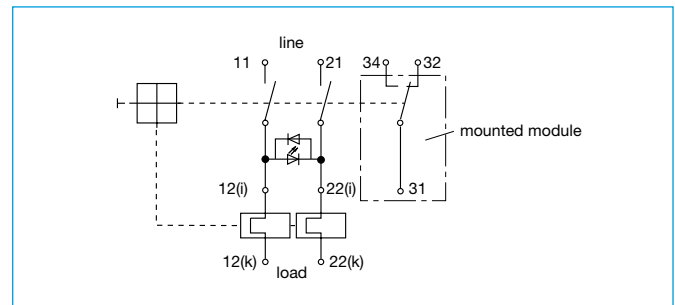 line
11 21 34 32
mounted module
12(i) 22(i) 31
12(k) 22(k)
load